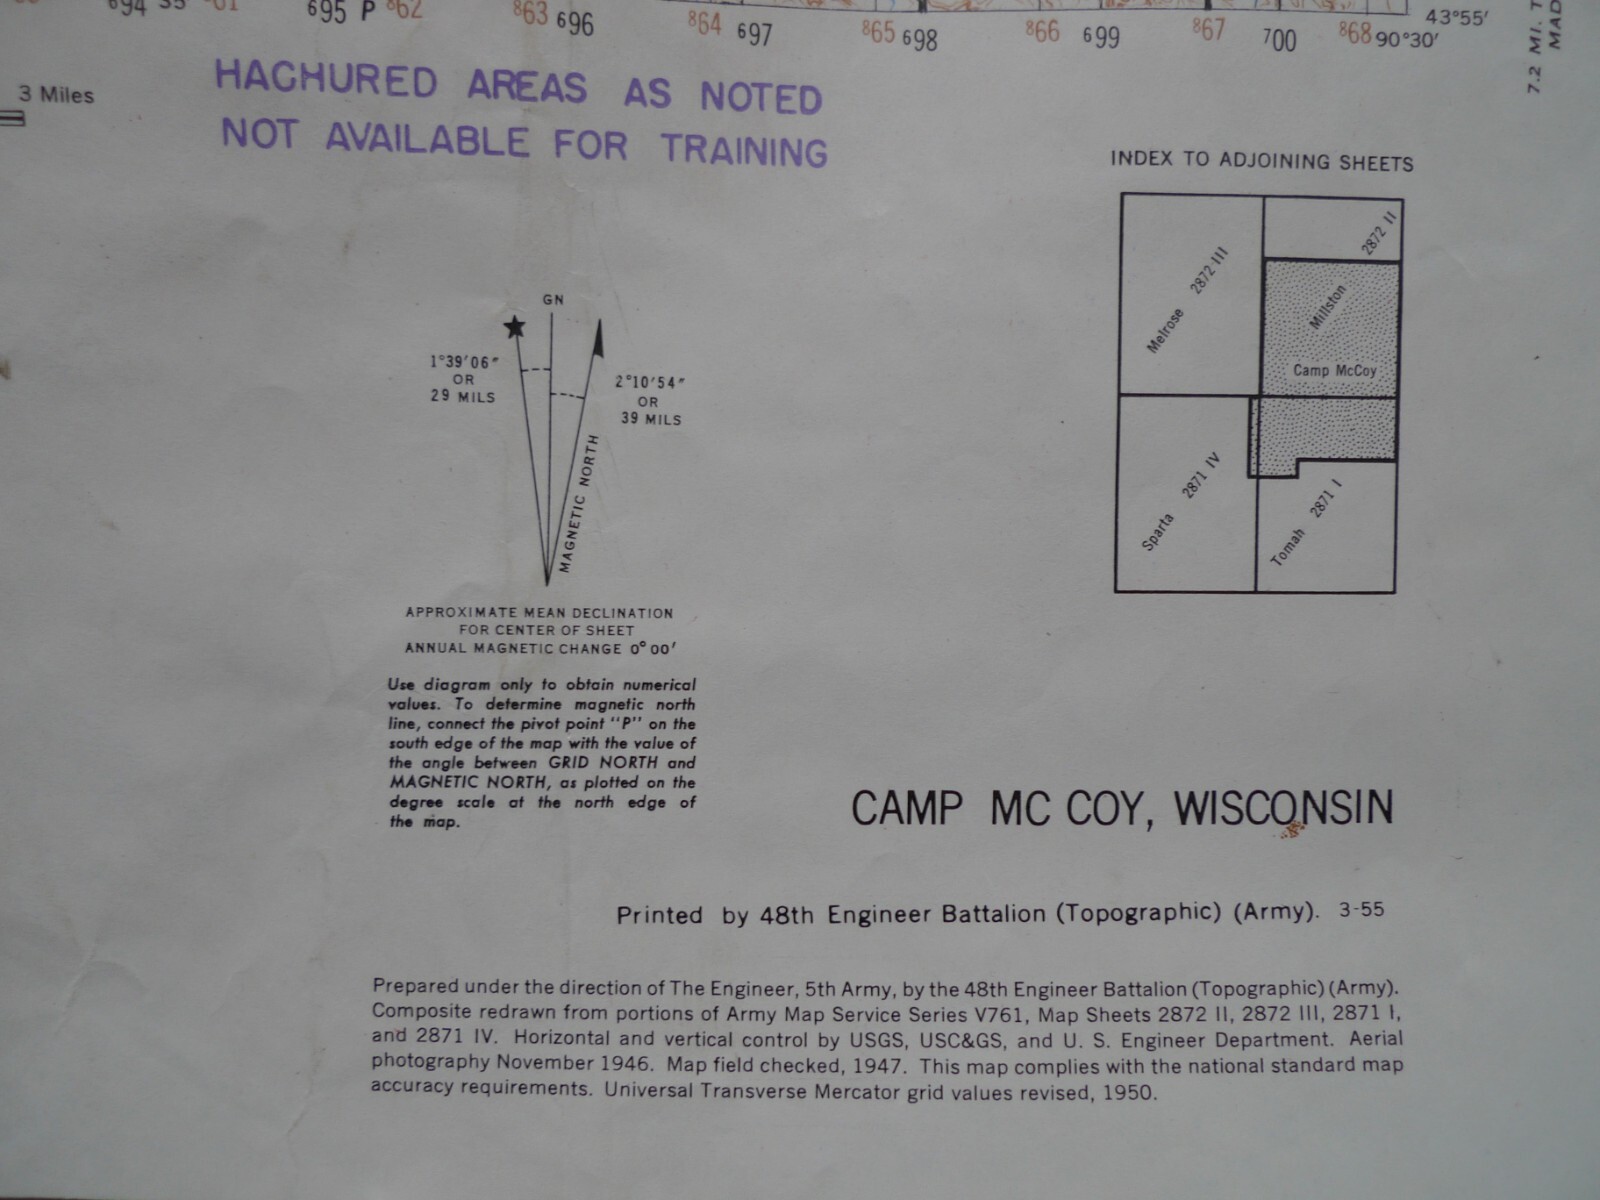 695 P 862
863 696
864 697
865 698
866 699
867
700
868 90°30′
43°55′
7.2 MI.
3 Miles
HACHURED AREAS AS NOTED
NOT AVAILABLE FOR TRAINING
INDEX TO ADJOINING SHEETS
2872 II
Melrose 2872 III
Millston
Camp McCoy
Sparta 2871 IV
Tomah 2871 I
GN
1°39′06″
OR
29 MILS
2°10′54″
OR
39 MILS
MAGNETIC NORTH
APPROXIMATE MEAN DECLINATION
FOR CENTER OF SHEET
ANNUAL MAGNETIC CHANGE 0°00′
Use diagram only to obtain numerical
values. To determine magnetic north
line, connect the pivot point "P" on the
south edge of the map with the value of
the angle between GRID NORTH and
MAGNETIC NORTH, as plotted on the
degree scale at the north edge of
the map.
CAMP MC COY, WISCONSIN
Printed by 48th Engineer Battalion (Topographic) (Army). 3-55
Prepared under the direction of The Engineer, 5th Army, by the 48th Engineer Battalion (Topographic) (Army).
Composite redrawn from portions of Army Map Service Series V761, Map Sheets 2872 II, 2872 III, 2871 I,
and 2871 IV. Horizontal and vertical control by USGS, USC&GS, and U. S. Engineer Department. Aerial
photography November 1946. Map field checked, 1947. This map complies with the national standard map
accuracy requirements. Universal Transverse Mercator grid values revised, 1950.